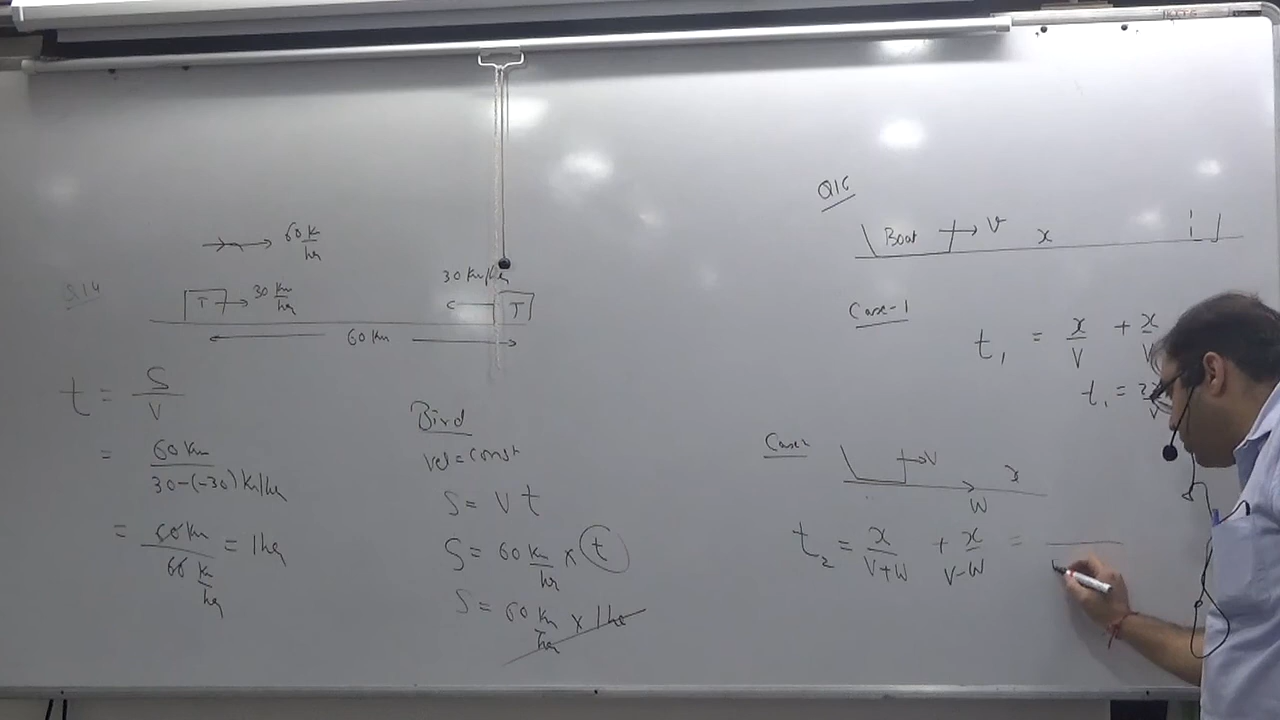 60 K/hr
Q14
T → 30 Km/hr
30 Km/hr
T
60 Km
t = S/V
= 60 Km / 30-(-30) Km/hr
= 60 Km / 60 Km/hr = 1 hr
Bird
vel = const
S = V t
S = 60 Km/hr x t
S = 60 Km/hr x 1 hr
Q16
Boat → V x
Case-1
t₁ = x/V + x/V
t₁ = 2x/V
Case 2
→ V x
W
t₂ = x/V+W + x/V-W =